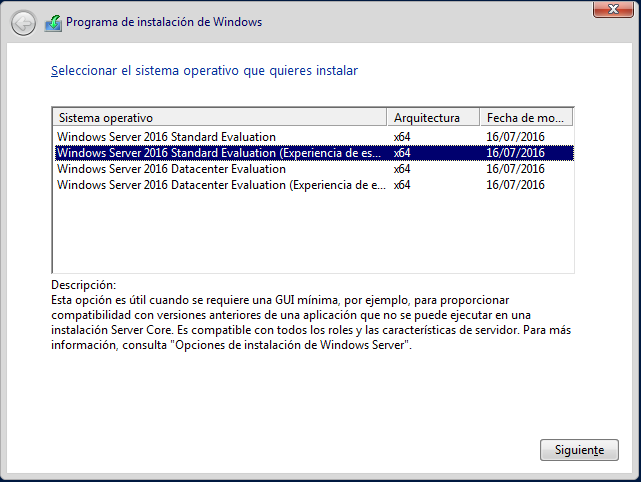 Programa de instalación de Windows
Seleccionar el sistema operativo que quieres instalar
Sistema operativo Arquitectura Fecha de mo...
Windows Server 2016 Standard Evaluation x64 16/07/2016
Windows Server 2016 Standard Evaluation (Experiencia de es... x64 16/07/2016
Windows Server 2016 Datacenter Evaluation x64 16/07/2016
Windows Server 2016 Datacenter Evaluation (Experiencia de e... x64 16/07/2016
Descripción:
Esta opción es útil cuando se requiere una GUI mínima, por ejemplo, para proporcionar
compatibilidad con versiones anteriores de una aplicación que no se puede ejecutar en una
instalación Server Core. Es compatible con todos los roles y las características de servidor. Para más
información, consulta "Opciones de instalación de Windows Server".
Siguiente